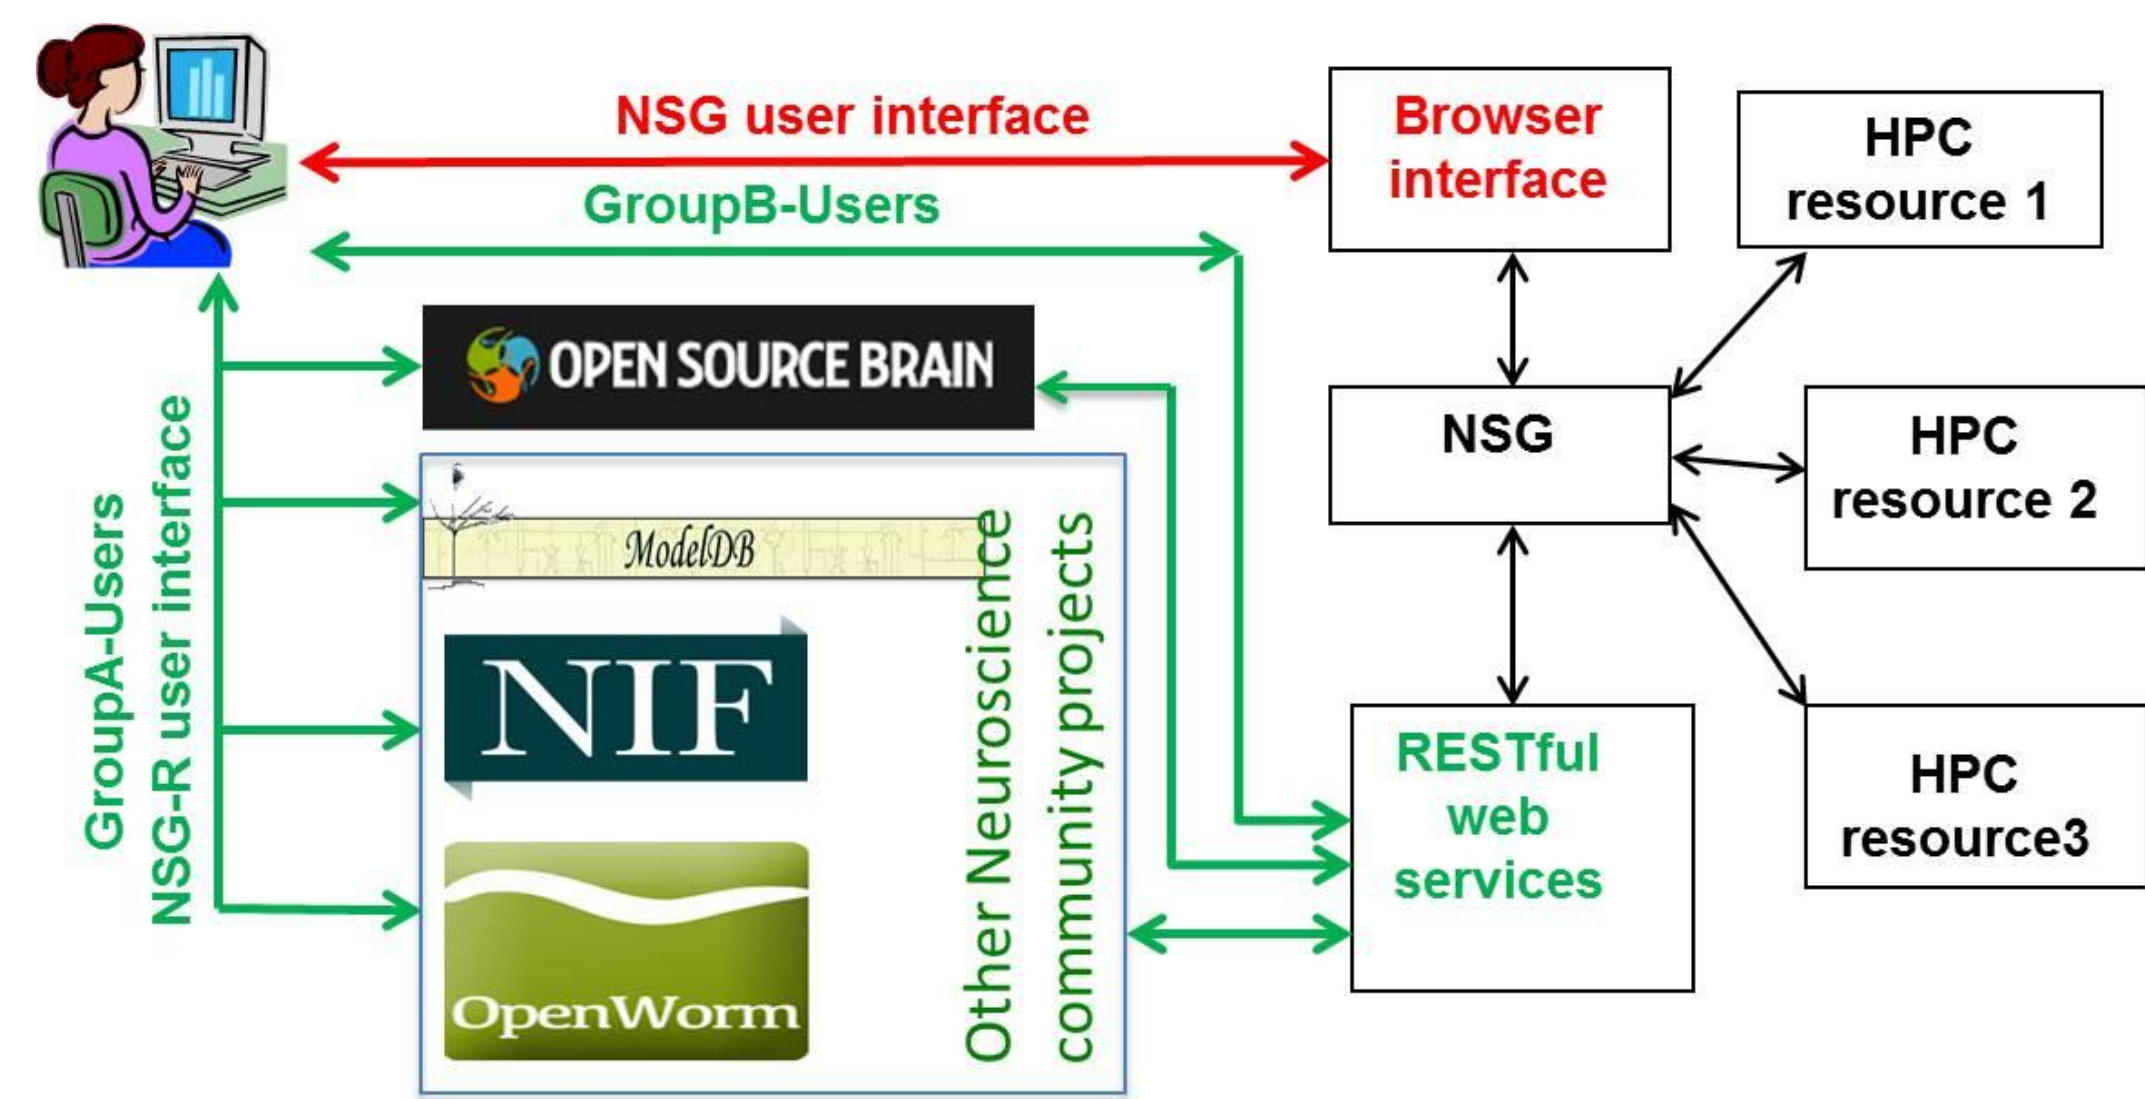 NSG user interface
GroupB-Users
Browser
interface
HPC
resource 1
OPEN SOURCE BRAIN
NSG
HPC
resource 2
GroupA-Users
NSG-R user interface
ModelDB
NIF
OpenWorm
Other Neuroscience
community projects
RESTful
web
services
HPC
resource3